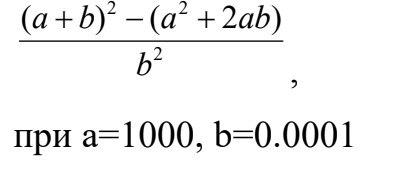 (a + b)² − (a² + 2ab)
b² ,
при a=1000, b=0.0001